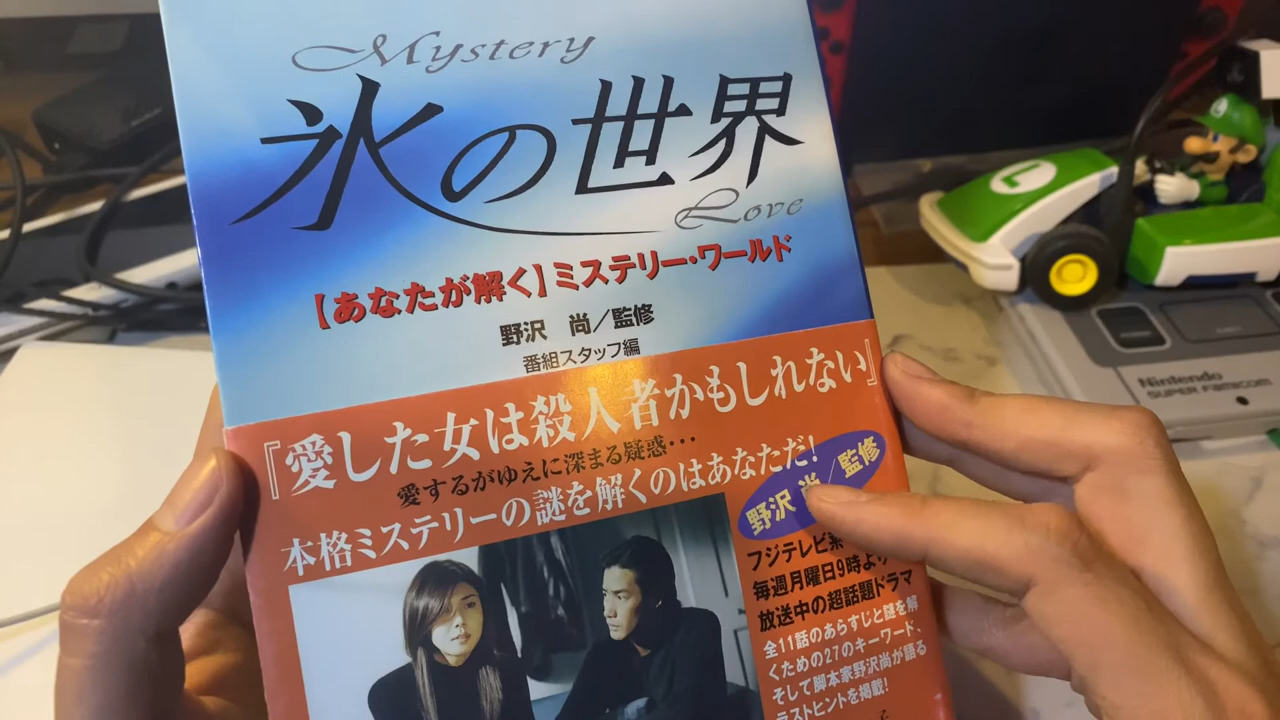 Mystery
氷の世界
Love
【あなたが解く】ミステリー・ワールド
野沢 尚／監修
番組スタッフ編
『愛した女は殺人者かもしれない』
愛するがゆえに深まる疑惑…
本格ミステリーの謎を解くのはあなただ!
野沢 尚／監修
フジテレビ系
毎週月曜日9時より
放送中の超話題ドラマ
全11話のあらすじと謎を解
くための27のキーワード、
そして脚本家野沢尚が語る
ラストヒントを掲載!
L
L
Nintendo
SUPER FAMICOM